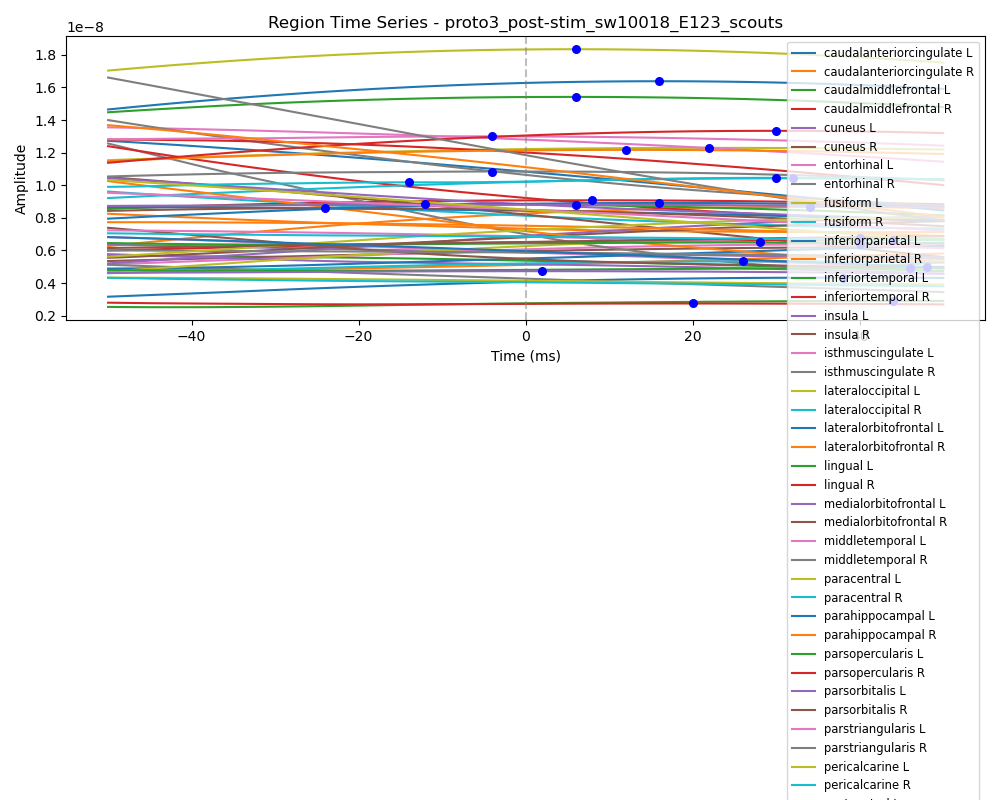 Region Time Series - proto3_post-stim_sw10018_E123_scouts
1e−8
1.8
1.6
1.4
1.2
1.0
0.8
0.6
0.4
0.2
Amplitude
−40
−20
0
20
Time (ms)
caudalanteriorcingulate L
caudalanteriorcingulate R
caudalmiddlefrontal L
caudalmiddlefrontal R
cuneus L
cuneus R
entorhinal L
entorhinal R
fusiform L
fusiform R
inferiorparietal L
inferiorparietal R
inferiortemporal L
inferiortemporal R
insula L
insula R
isthmuscingulate L
isthmuscingulate R
lateraloccipital L
lateraloccipital R
lateralorbitofrontal L
lateralorbitofrontal R
lingual L
lingual R
medialorbitofrontal L
medialorbitofrontal R
middletemporal L
middletemporal R
paracentral L
paracentral R
parahippocampal L
parahippocampal R
parsopercularis L
parsopercularis R
parsorbitalis L
parsorbitalis R
parstriangularis L
parstriangularis R
pericalcarine L
pericalcarine R